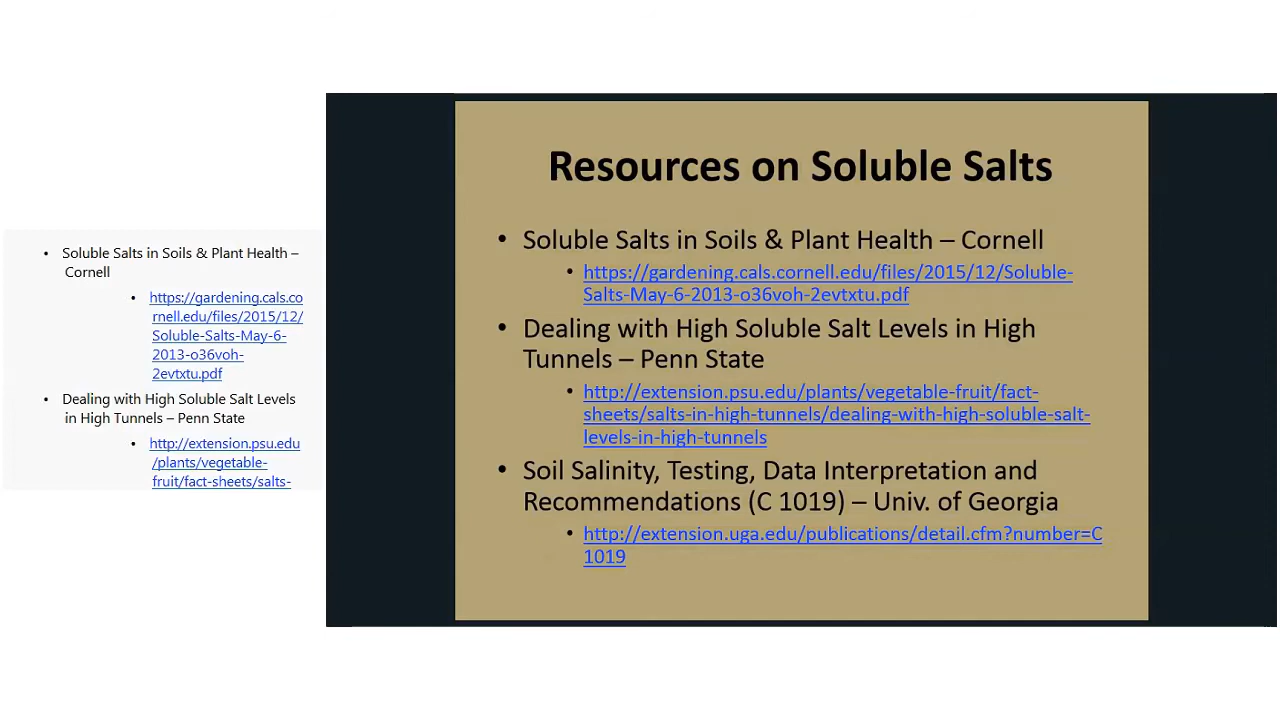 • Soluble Salts in Soils & Plant Health –
Cornell
• https://gardening.cals.co
rnell.edu/files/2015/12/
Soluble-Salts-May-6-
2013-o36voh-
2evtxtu.pdf
• Dealing with High Soluble Salt Levels
in High Tunnels – Penn State
• http://extension.psu.edu
/plants/vegetable-
fruit/fact-sheets/salts-
Resources on Soluble Salts
• Soluble Salts in Soils & Plant Health – Cornell
• https://gardening.cals.cornell.edu/files/2015/12/Soluble-
Salts-May-6-2013-o36voh-2evtxtu.pdf
• Dealing with High Soluble Salt Levels in High
Tunnels – Penn State
• http://extension.psu.edu/plants/vegetable-fruit/fact-
sheets/salts-in-high-tunnels/dealing-with-high-soluble-salt-
levels-in-high-tunnels
• Soil Salinity, Testing, Data Interpretation and
Recommendations (C 1019) – Univ. of Georgia
• http://extension.uga.edu/publications/detail.cfm?number=C
1019